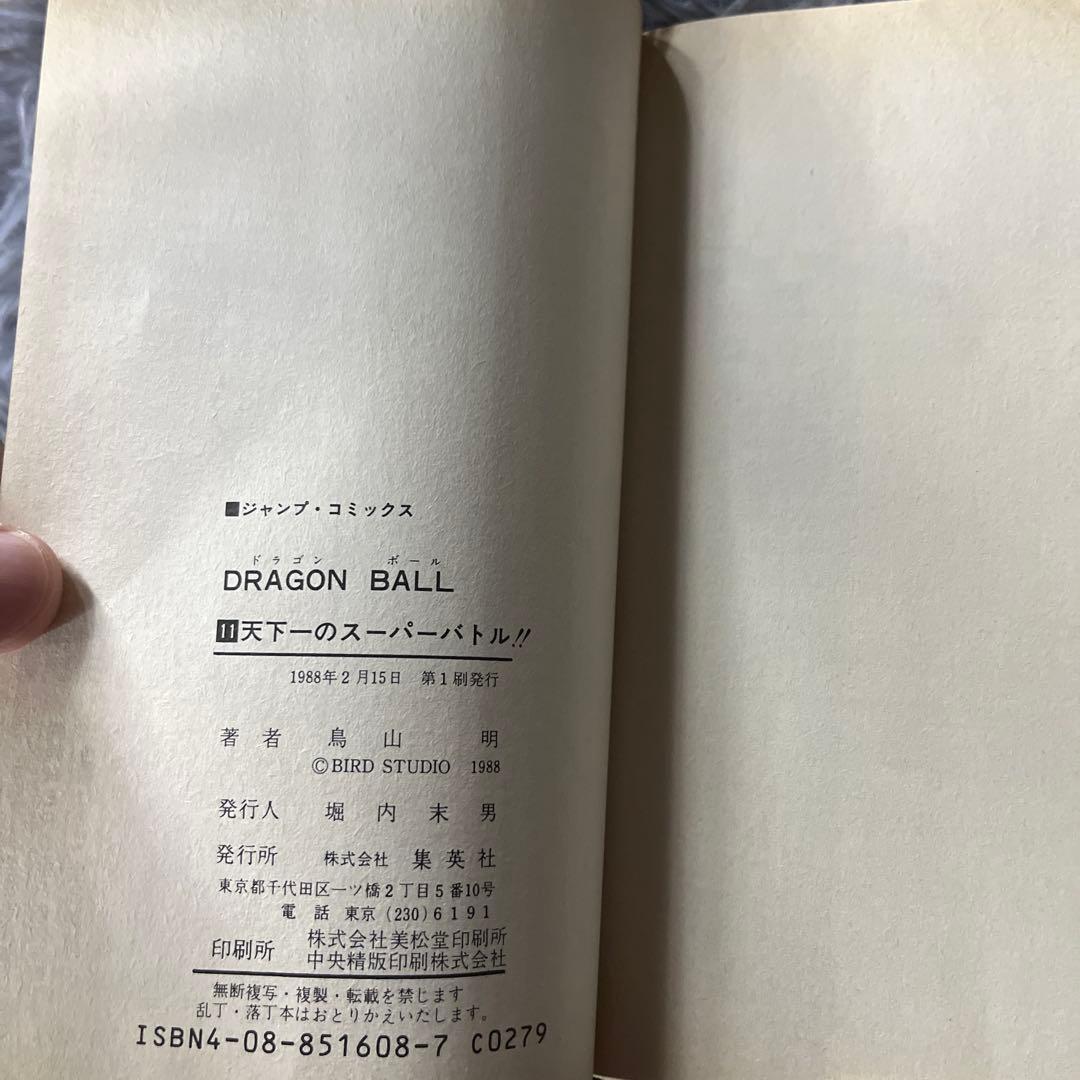 ■ジャンプ・コミックス
ドラゴン ボール
DRAGON BALL
11天下一のスーパーバトル!!
1988年2月15日 第1刷発行
著者 鳥山 明
©BIRD STUDIO 1988
発行人 堀内末男
発行所 株式会社 集英社
東京都千代田区一ツ橋2丁目5番10号
電話 東京(230)6191
印刷所 株式会社美松堂印刷所
中央精版印刷株式会社
無断複写・複製・転載を禁じます
乱丁・落丁本はおとりかえいたします。
ISBN4-08-851608-7 C0279